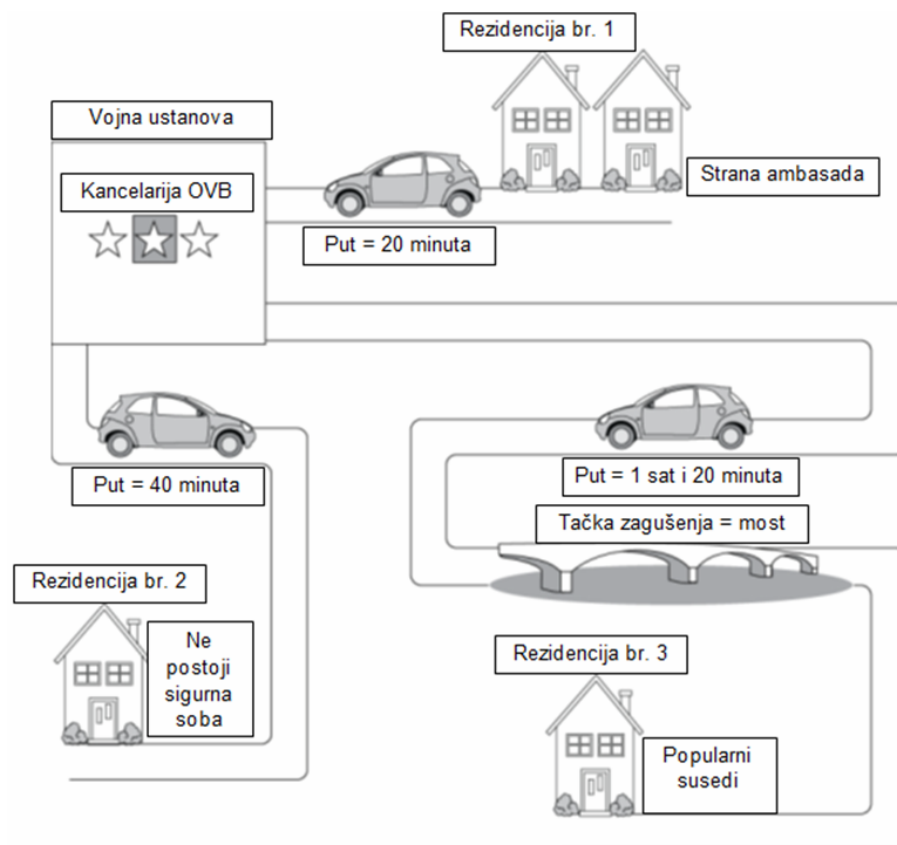 Rezidencija br. 1
Vojna ustanova
Kancelarija OVB
Strana ambasada
Put = 20 minuta
Put = 40 minuta
Put = 1 sat i 20 minuta
Tačka zagušenja = most
Rezidencija br. 2
Ne
postoji
sigurna
soba
Rezidencija br. 3
Popularni
susedi